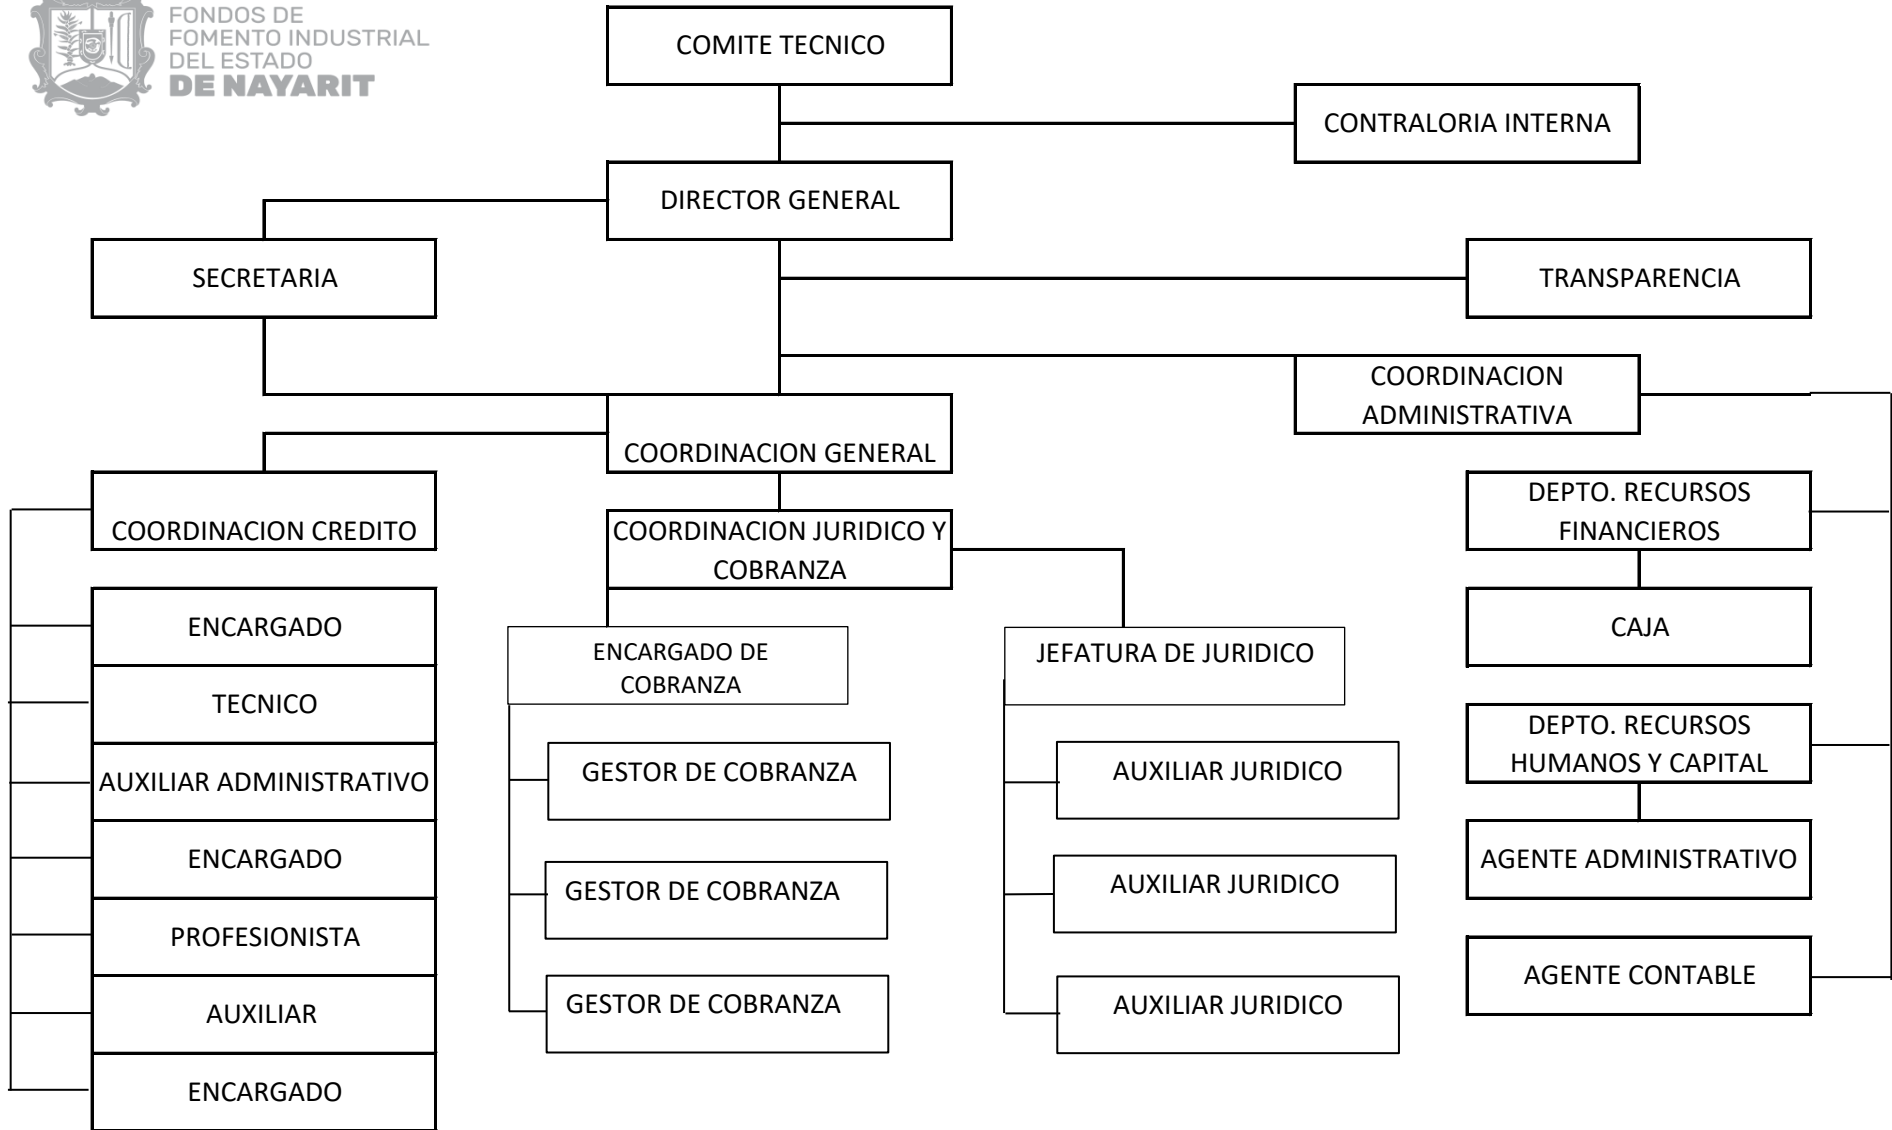 FONDOS DE
FOMENTO INDUSTRIAL
DEL ESTADO
DE NAYARIT
COMITE TECNICO
CONTRALORIA INTERNA
DIRECTOR GENERAL
SECRETARIA
TRANSPARENCIA
COORDINACION
ADMINISTRATIVA
COORDINACION GENERAL
COORDINACION CREDITO
COORDINACION JURIDICO Y
COBRANZA
DEPTO. RECURSOS
FINANCIEROS
ENCARGADO
TECNICO
AUXILIAR ADMINISTRATIVO
ENCARGADO
PROFESIONISTA
AUXILIAR
ENCARGADO
ENCARGADO DE
COBRANZA
GESTOR DE COBRANZA
GESTOR DE COBRANZA
GESTOR DE COBRANZA
JEFATURA DE JURIDICO
AUXILIAR JURIDICO
AUXILIAR JURIDICO
AUXILIAR JURIDICO
CAJA
DEPTO. RECURSOS
HUMANOS Y CAPITAL
AGENTE ADMINISTRATIVO
AGENTE CONTABLE